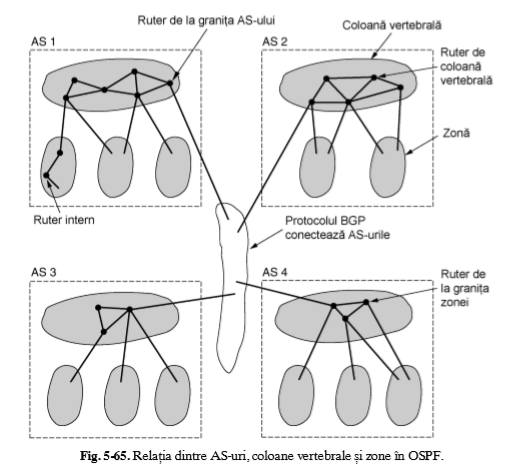 Ruter de la granița AS-ului
Coloană vertebrală
AS 1
AS 2
Ruter de
coloană
vertebrală
Zonă
Ruter intern
Protocolul BGP
conectează AS-urile
AS 3
AS 4
Ruter de
la granița
zonei
Fig. 5-65. Relația dintre AS-uri, coloane vertebrale și zone în OSPF.